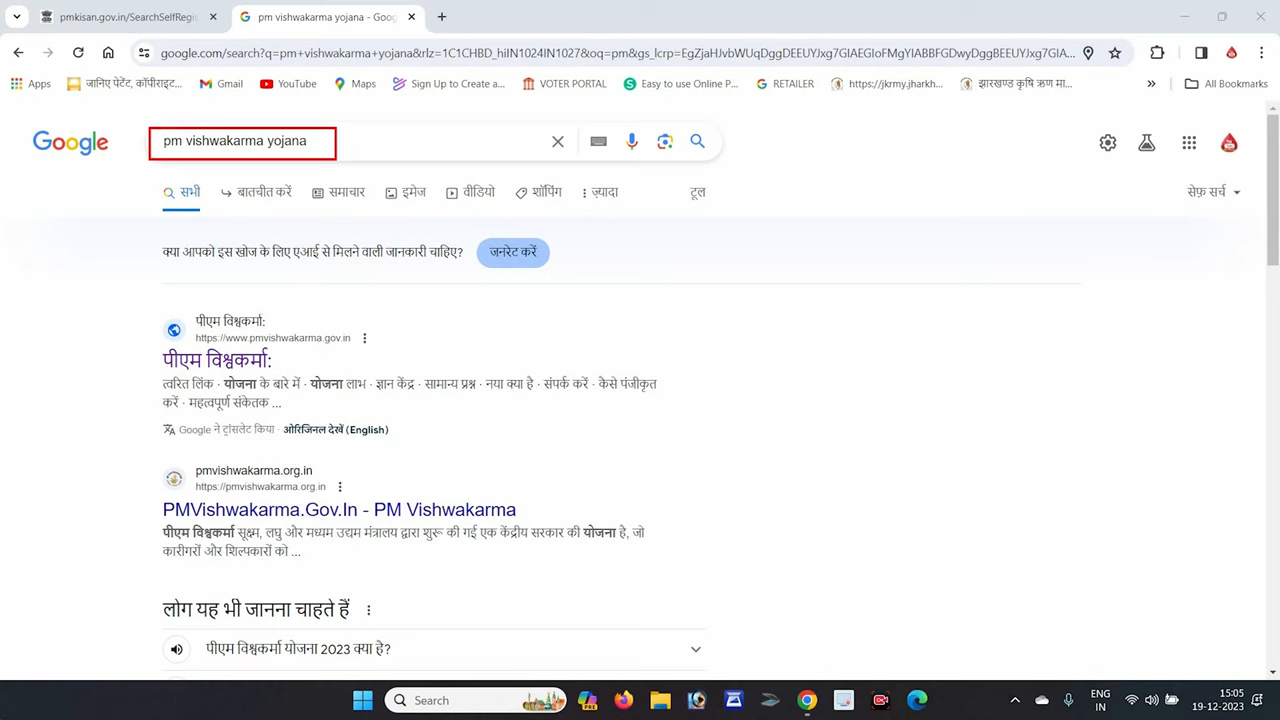 pmkisan.gov.in/SearchSelfRegis
pm vishwakarma yojana - Goog
google.com/search?q=pm+vishwakarma+yojana&rlz=1C1CHBD_hiIN1024IN1027&oq=pm&gs_lcrp=EgZjaHJvbWUqDggDEEUYJxg7GIAEGIoFMgYIABBFGDwyDggBEEUYJxg7GIA...
Apps
जानिए पेटेंट, कॉपीराइट...
Gmail
YouTube
Maps
Sign Up to Create a...
VOTER PORTAL
Easy to use Online P...
RETAILER
https://jkrmy.jharkh...
झारखण्ड कृषि ऋण मा...
»
All Bookmarks
Google
pm vishwakarma yojana
सभी
बातचीत करें
समाचार
इमेज
वीडियो
शॉपिंग
ज़्यादा
टूल
सेफ़ सर्च
क्या आपको इस खोज के लिए एआई से मिलने वाली जानकारी चाहिए?
जनरेट करें
पीएम विश्वकर्मा:
https://www.pmvishwakarma.gov.in
पीएम विश्वकर्मा:
त्वरित लिंक · योजना के बारे में · योजना लाभ · ज्ञान केंद्र · सामान्य प्रश्न · नया क्या है · संपर्क करें · कैसे पंजीकृत
करें · महत्वपूर्ण संकेतक ...
Google ने ट्रांसलेट किया · ओरिजिनल देखें (English)
pmvishwakarma.org.in
https://pmvishwakarma.org.in
PMVishwakarma.Gov.In - PM Vishwakarma
पीएम विश्वकर्मा सूक्ष्म, लघु और मध्यम उद्यम मंत्रालय द्वारा शुरू की गई एक केंद्रीय सरकार की योजना है, जो
कारीगरों और शिल्पकारों को ...
लोग यह भी जानना चाहते हैं
पीएम विश्वकर्मा योजना 2023 क्या है?
Search
PRE
ENG
IN
15:05
19-12-2023